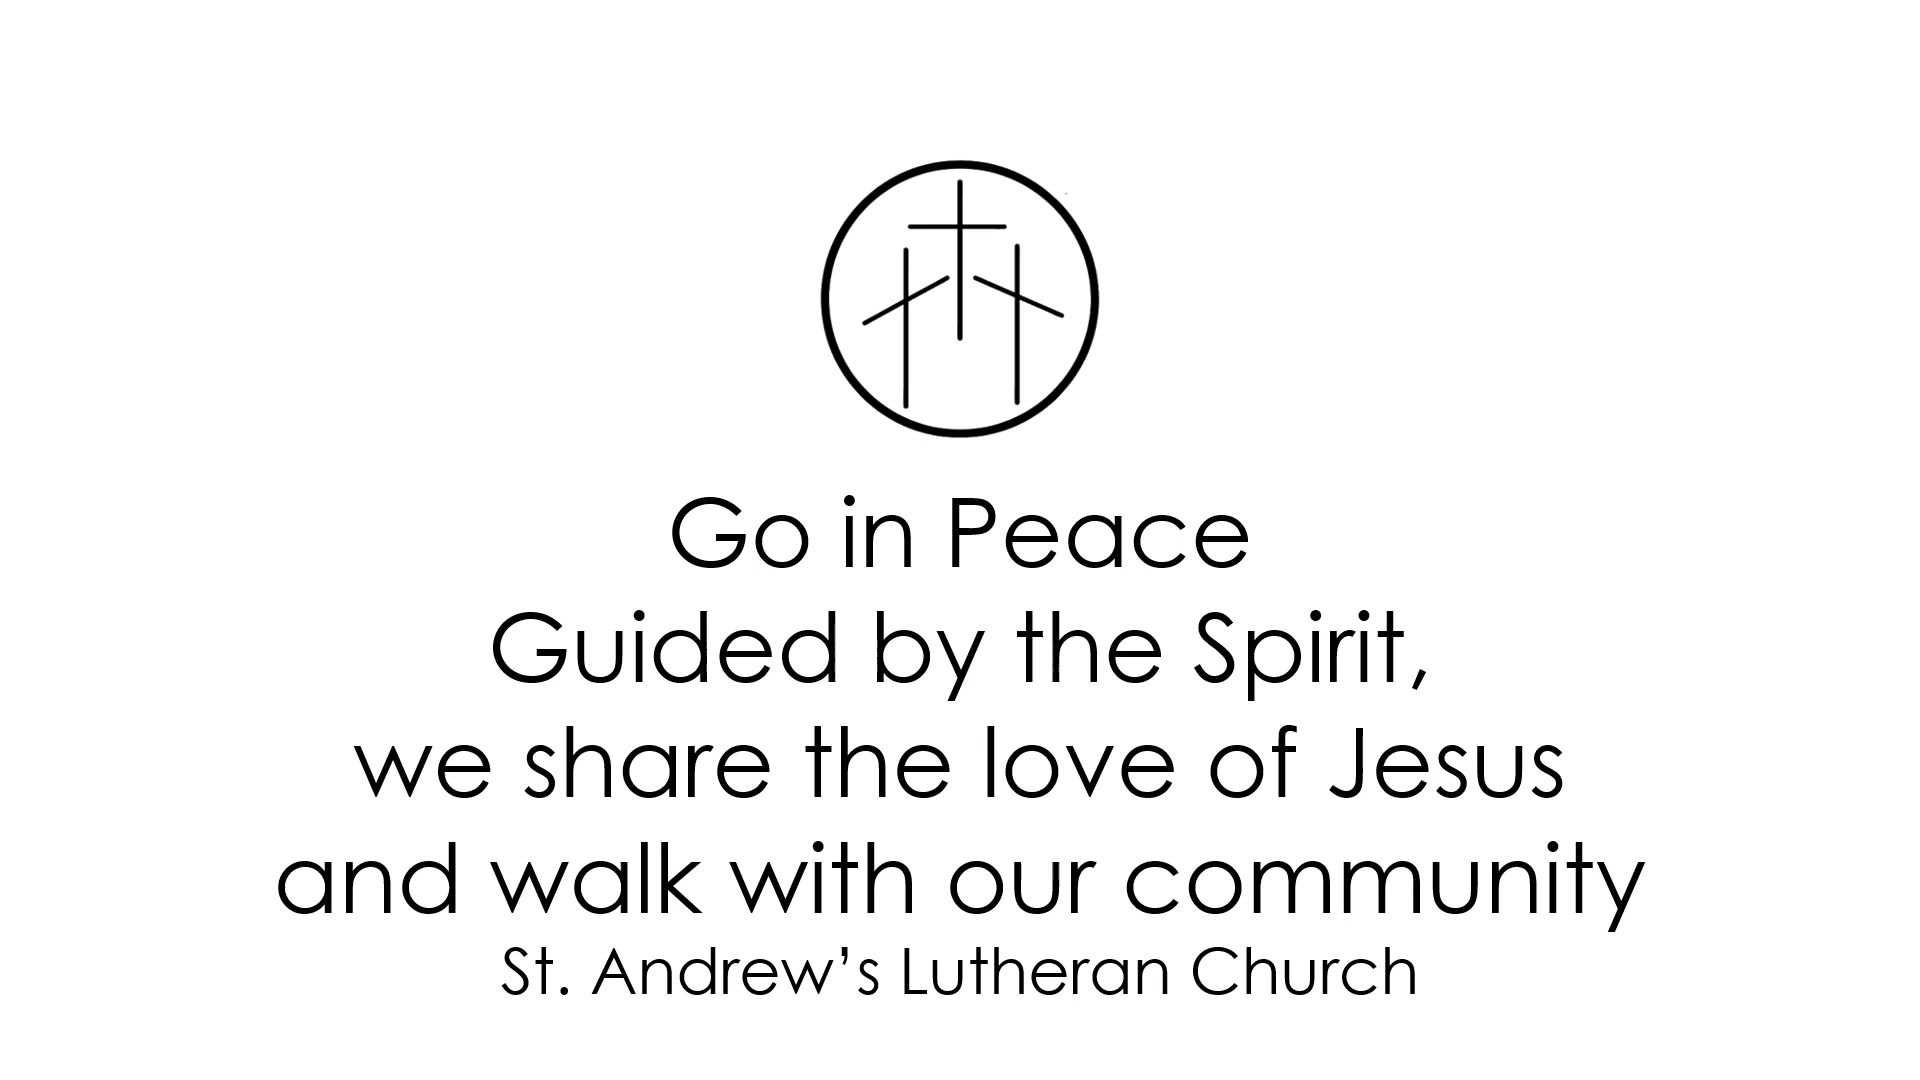 Go in Peace
Guided by the Spirit,
we share the love of Jesus
and walk with our community
St. Andrew’s Lutheran Church